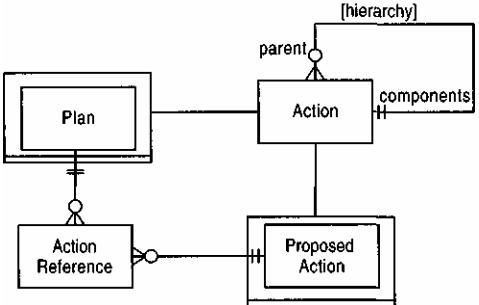 [hierarchy]
parent
components
Plan
Action
Action
Reference
Proposed
Action